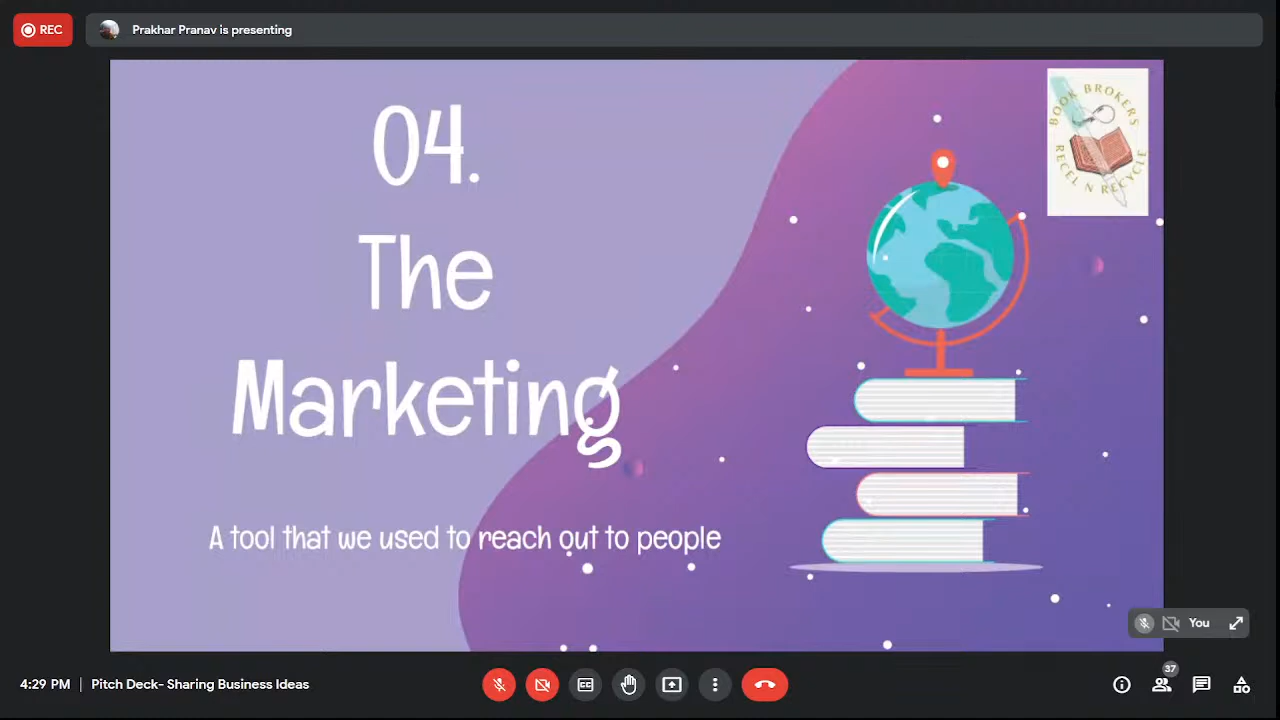 REC
Prakhar Pranav is presenting
04.
The
Marketing
A tool that we used to reach out to people
BOOK BROKERS
RECEL N RECYCLE
You
37
4:29 PM | Pitch Deck- Sharing Business Ideas
CC